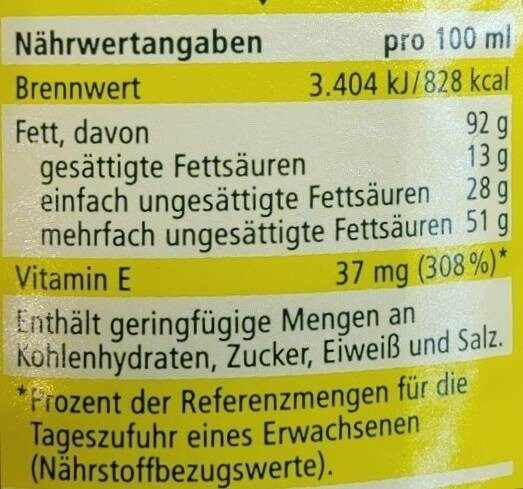 Nährwertangaben pro 100 ml
Brennwert 3.404 kJ/828 kcal
Fett, davon 92 g
gesättigte Fettsäuren 13 g
einfach ungesättigte Fettsäuren 28 g
mehrfach ungesättigte Fettsäuren 51 g
Vitamin E 37 mg (308 %)*
Enthält geringfügige Mengen an
Kohlenhydraten, Zucker, Eiweiß und Salz.
*Prozent der Referenzmengen für die
Tageszufuhr eines Erwachsenen
(Nährstoffbezugswerte).